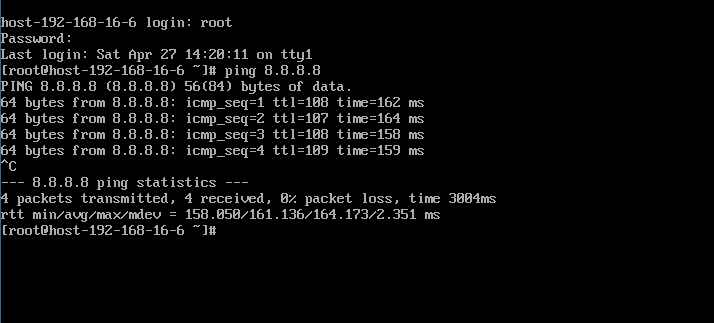 host-192-168-16-6 login: root
Password:
Last login: Sat Apr 27 14:20:11 on tty1
[root@host-192-168-16-6 ~]# ping 8.8.8.8
PING 8.8.8.8 (8.8.8.8) 56(84) bytes of data.
64 bytes from 8.8.8.8: icmp_seq=1 ttl=108 time=162 ms
64 bytes from 8.8.8.8: icmp_seq=2 ttl=107 time=164 ms
64 bytes from 8.8.8.8: icmp_seq=3 ttl=108 time=158 ms
64 bytes from 8.8.8.8: icmp_seq=4 ttl=109 time=159 ms
^C
--- 8.8.8.8 ping statistics ---
4 packets transmitted, 4 received, 0% packet loss, time 3004ms
rtt min/avg/max/mdev = 158.050/161.136/164.173/2.351 ms
[root@host-192-168-16-6 ~]#